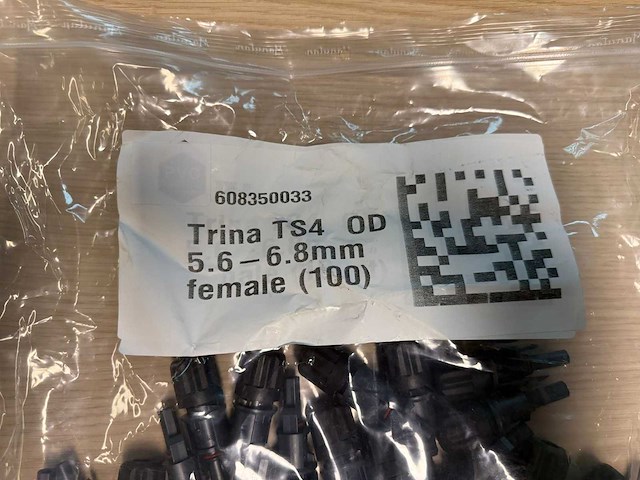 608350033
Trina TS4 OD
5.6–6.8mm
female (100)